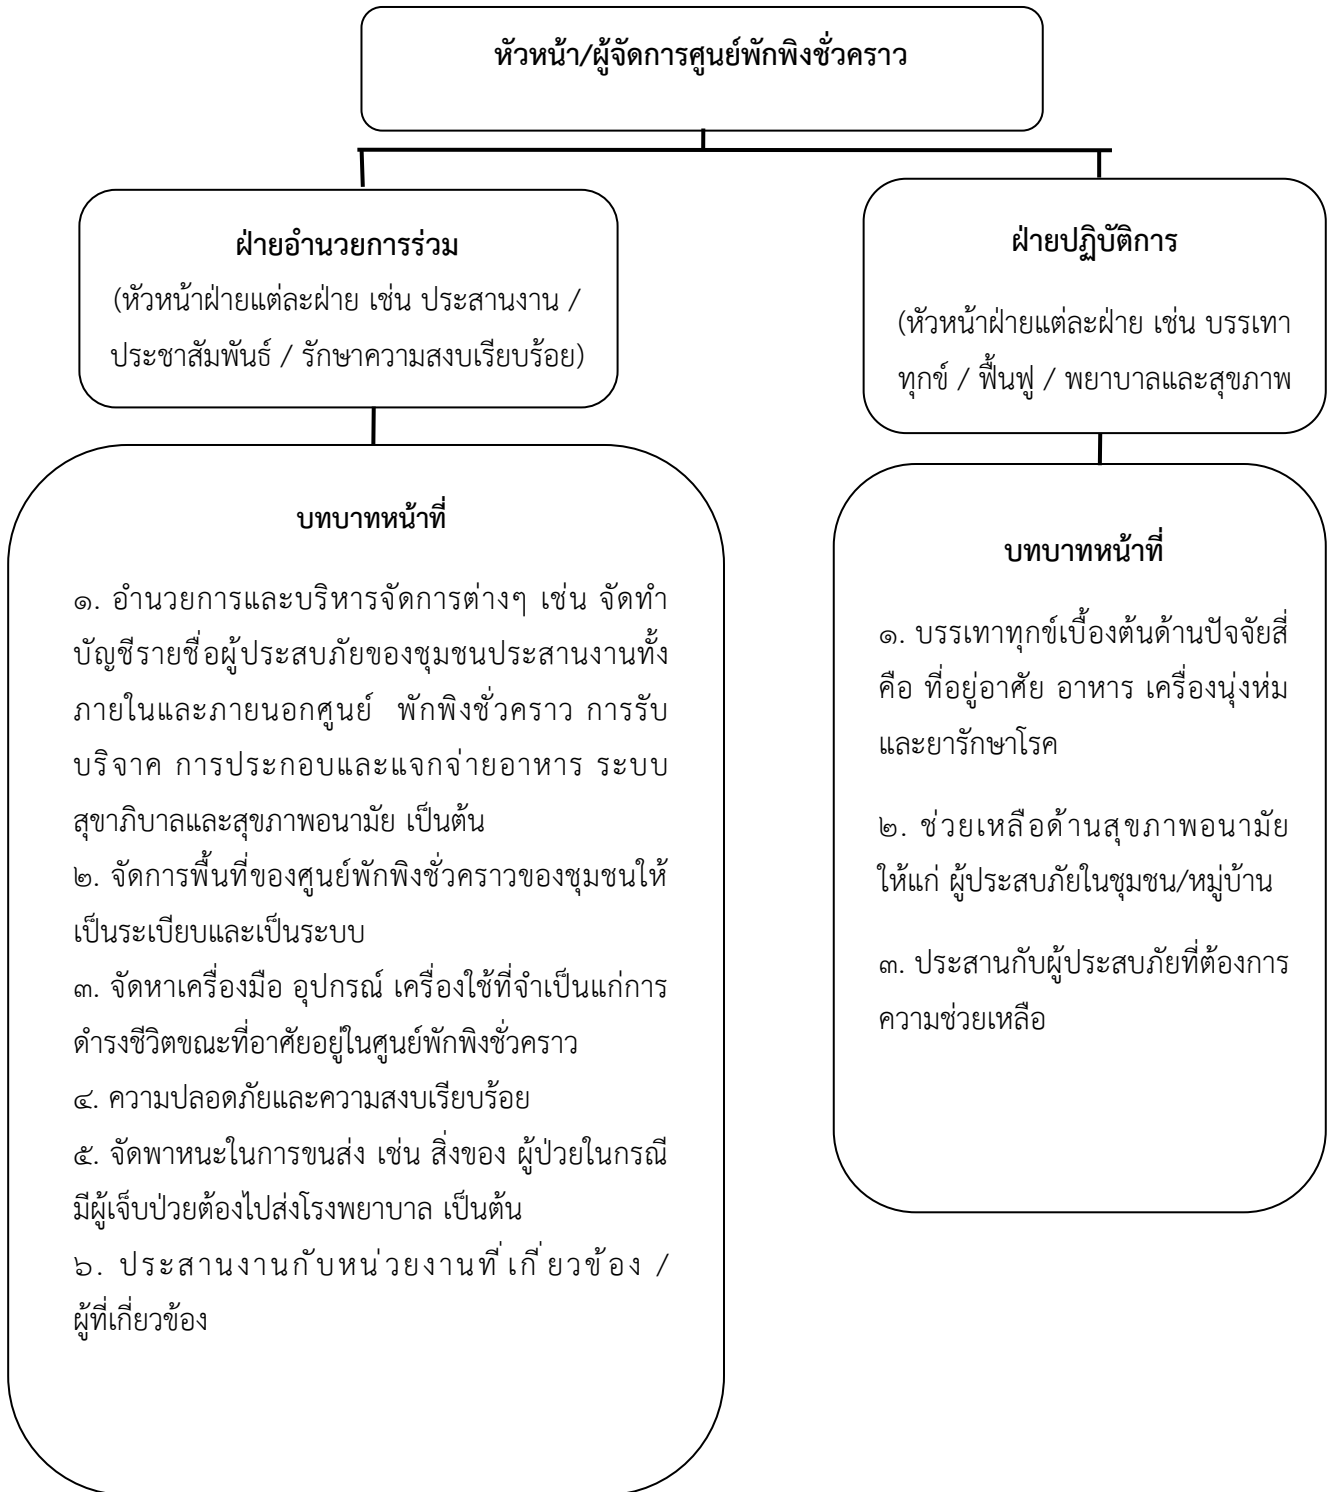 หัวหน้า/ผู้จัดการศูนย์พักพิงชั่วคราว
ฝ่ายอำนวยการร่วม
(หัวหน้าฝ่ายแต่ละฝ่าย เช่น ประสานงาน /
ประชาสัมพันธ์ / รักษาความสงบเรียบร้อย)
ฝ่ายปฏิบัติการ
(หัวหน้าฝ่ายแต่ละฝ่าย เช่น บรรเทา
ทุกข์ / ฟื้นฟู / พยาบาลและสุขภาพ
บทบาทหน้าที่
๑. อำนวยการและบริหารจัดการต่างๆ เช่น จัดทำ
บัญชีรายชื่อผู้ประสบภัยของชุมชนประสานงานทั้ง
ภายในและภายนอกศูนย์ พักพิงชั่วคราว การรับ
บริจาค การประกอบและแจกจ่ายอาหาร ระบบ
สุขาภิบาลและสุขภาพอนามัย เป็นต้น
๒. จัดการพื้นที่ของศูนย์พักพิงชั่วคราวของชุมชนให้
เป็นระเบียบและเป็นระบบ
๓. จัดหาเครื่องมือ อุปกรณ์ เครื่องใช้ที่จำเป็นแก่การ
ดำรงชีวิตขณะที่อาศัยอยู่ในศูนย์พักพิงชั่วคราว
๔. ความปลอดภัยและความสงบเรียบร้อย
๕. จัดพาหนะในการขนส่ง เช่น สิ่งของ ผู้ป่วยในกรณี
มีผู้เจ็บป่วยต้องไปส่งโรงพยาบาล เป็นต้น
๖. ประสานงานกับหน่วยงานที่เกี่ยวข้อง /
ผู้ที่เกี่ยวข้อง
บทบาทหน้าที่
๑. บรรเทาทุกข์เบื้องต้นด้านปัจจัยสี่
คือ ที่อยู่อาศัย อาหาร เครื่องนุ่งห่ม
และยารักษาโรค
๒. ช่วยเหลือด้านสุขภาพอนามัย
ให้แก่ ผู้ประสบภัยในชุมชน/หมู่บ้าน
๓. ประสานกับผู้ประสบภัยที่ต้องการ
ความช่วยเหลือ